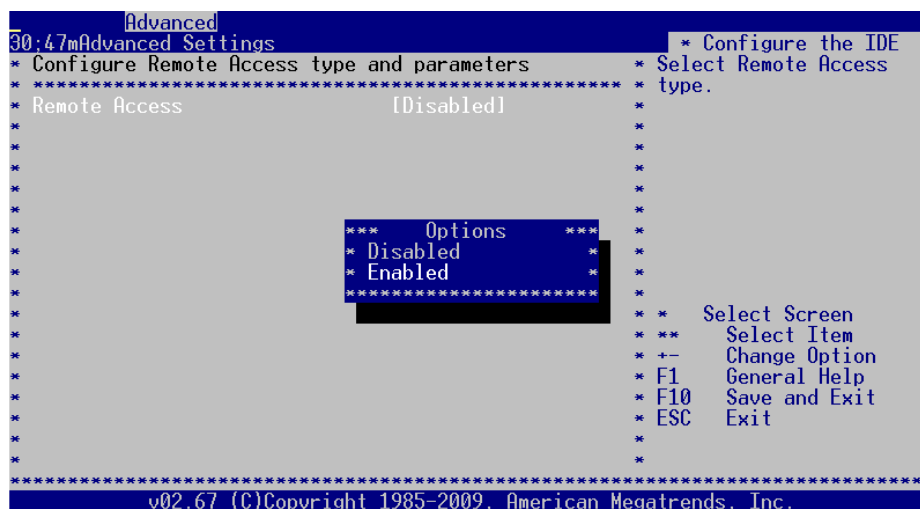 Advanced
30;47mAdvanced Settings * Configure the IDE
* Configure Remote Access type and parameters * Select Remote Access
* *************************************************** * type.
* Remote Access [Disabled] *
* *
* *
* *
* *
* *
* *** Options *** *
* * Disabled * *
* * Enabled * *
* ********************** *
* * * Select Screen
* * ** Select Item
* * +- Change Option
* * F1 General Help
* * F10 Save and Exit
* * ESC Exit
* *
* *
******************************************************************************
v02.67 (C)Copyright 1985-2009, American Megatrends, Inc.